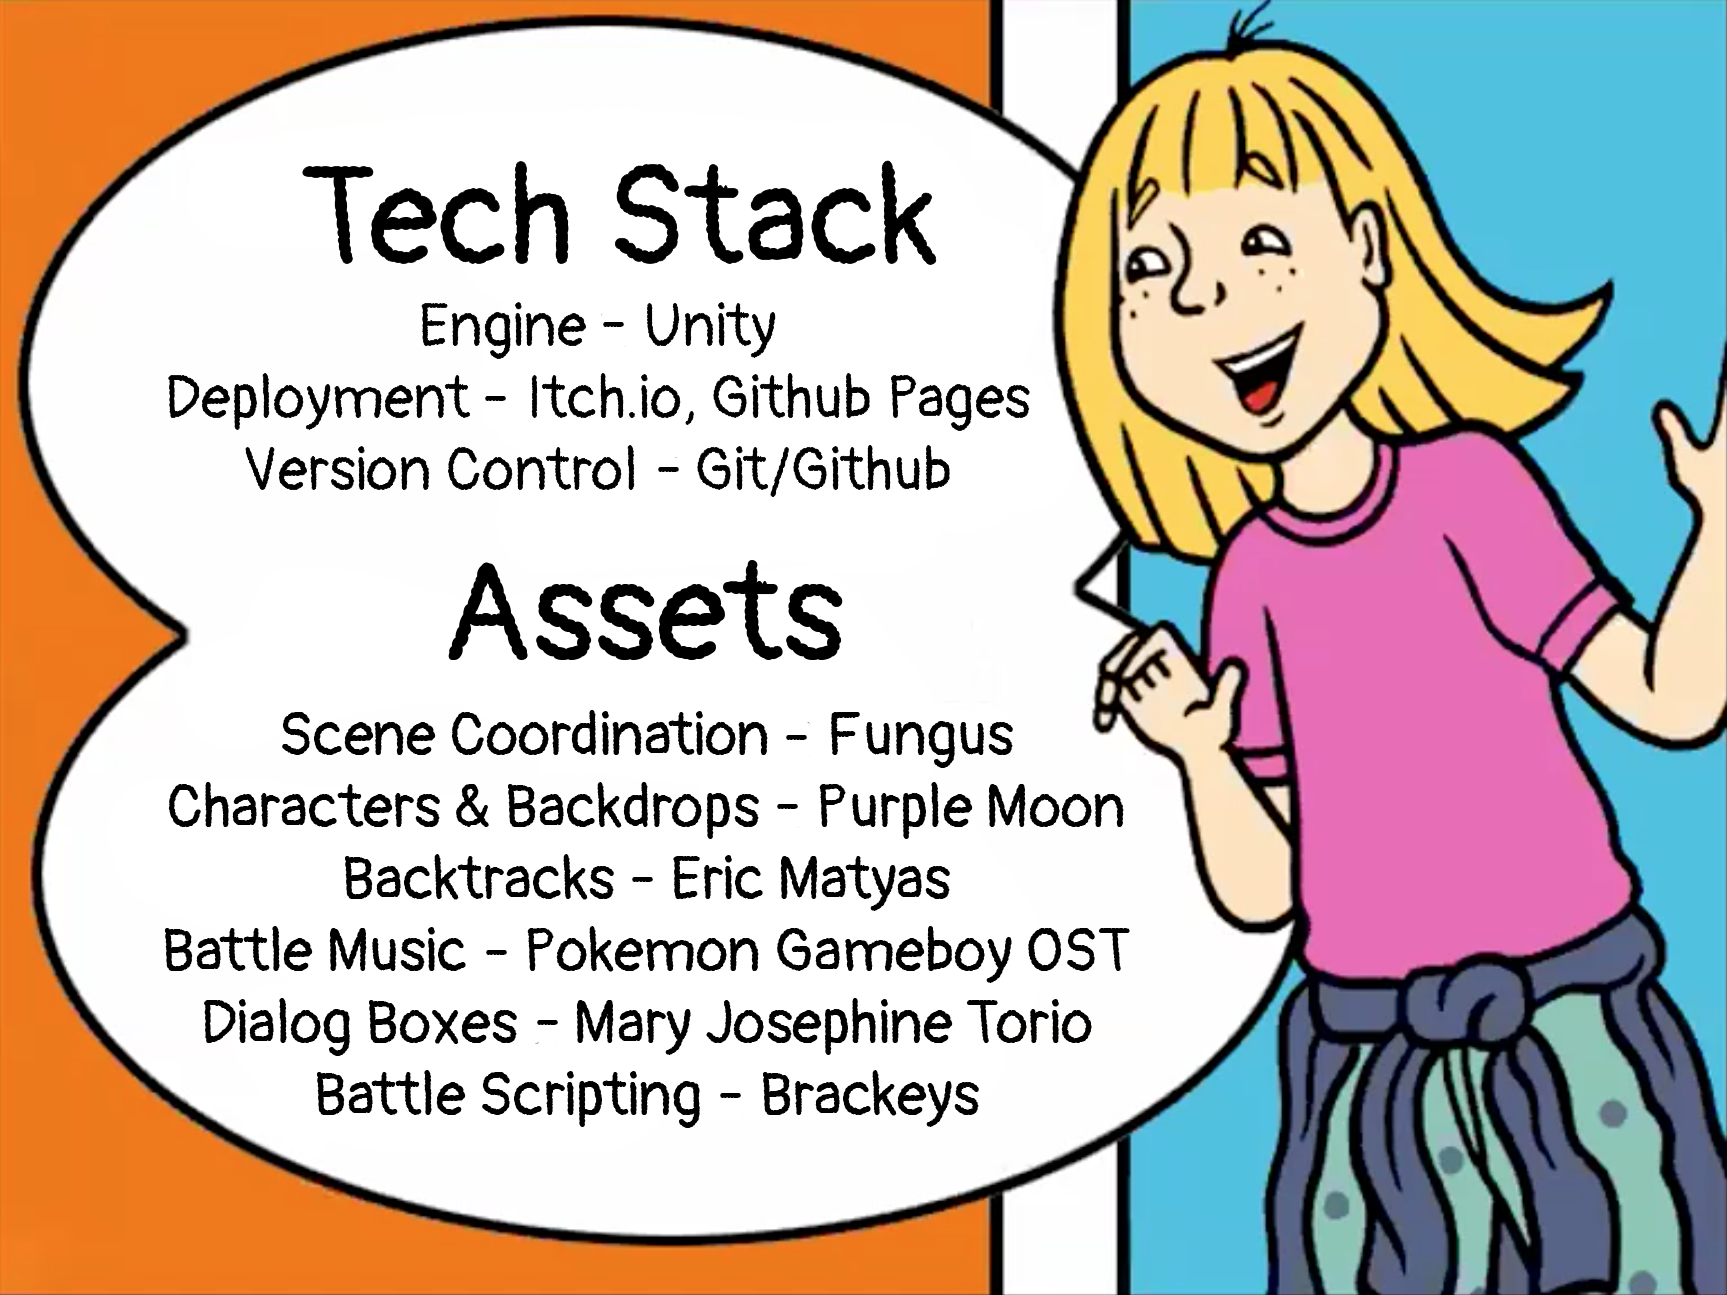 Tech Stack
Engine - Unity
Deployment - Itch.io, Github Pages
Version Control - Git/Github
Assets
Scene Coordination - Fungus
Characters & Backdrops - Purple Moon
Backtracks - Eric Matyas
Battle Music - Pokemon Gameboy OST
Dialog Boxes - Mary Josephine Torio
Battle Scripting - Brackeys